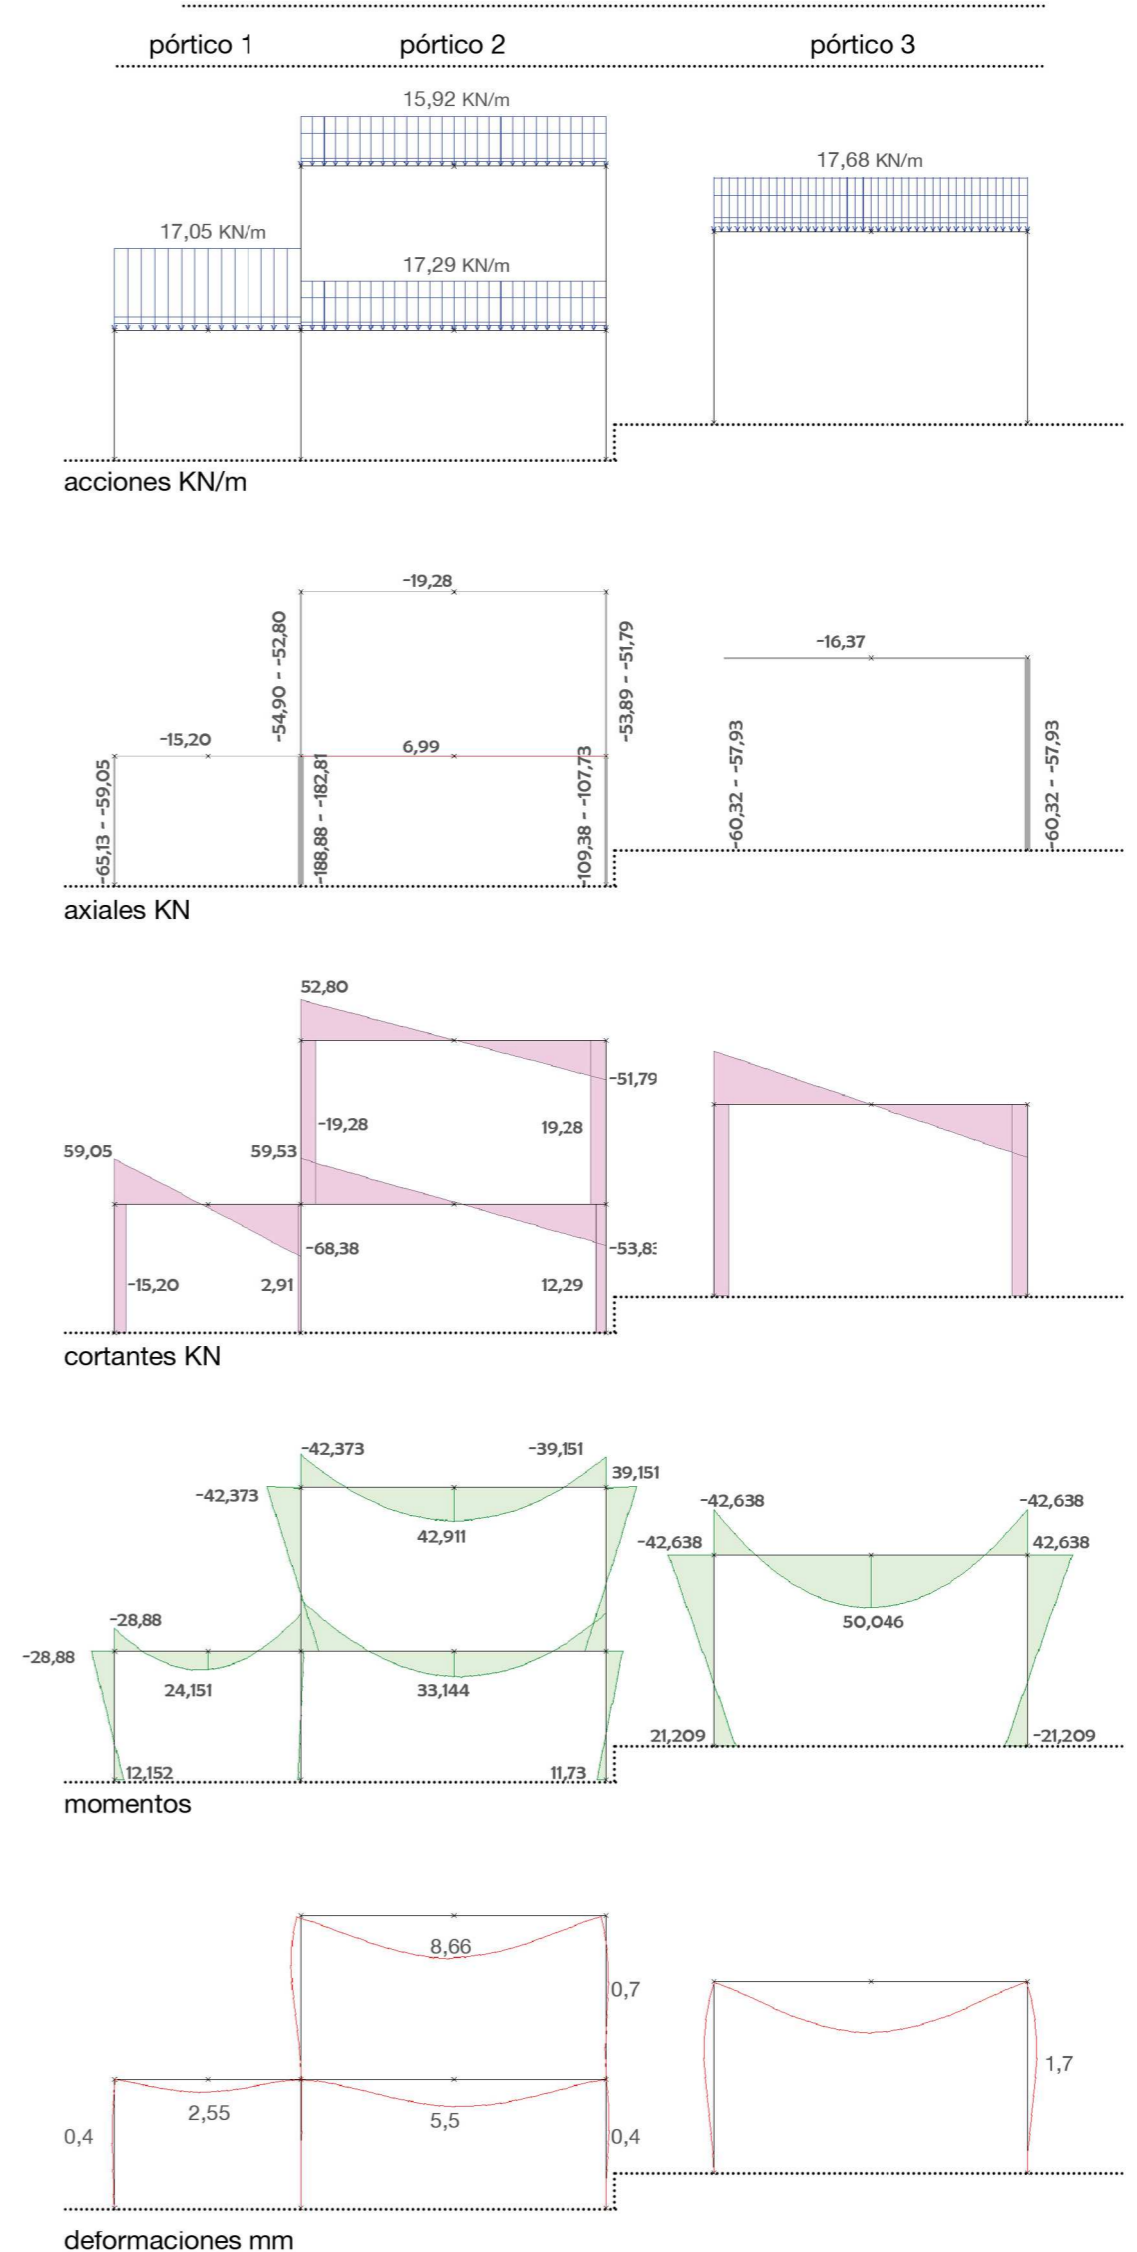 pórtico 1 pórtico 2 pórtico 3
15,92 KN/m
17,68 KN/m
17,05 KN/m
17,29 KN/m
acciones KN/m
-19,28
-54,90 - -52,80
-53,89 - -51,79
-16,37
-15,20
6,99
-65,13 - -59,05
-188,88 - -182,81
-109,38 - -107,73
-60,32 - -57,93
-60,32 - -57,93
axiales KN
52,80
-51,79
-19,28
19,28
59,05
59,53
-68,38
-53,83
-15,20
2,91
12,29
cortantes KN
-42,373
-39,151
39,151
-42,373
42,911
-42,638
-42,638
-42,638
42,638
50,046
-28,88
-28,88
24,151
33,144
21,209
-21,209
12,152
11,73
momentos
8,66
0,7
1,7
2,55
5,5
0,4
0,4
deformaciones mm